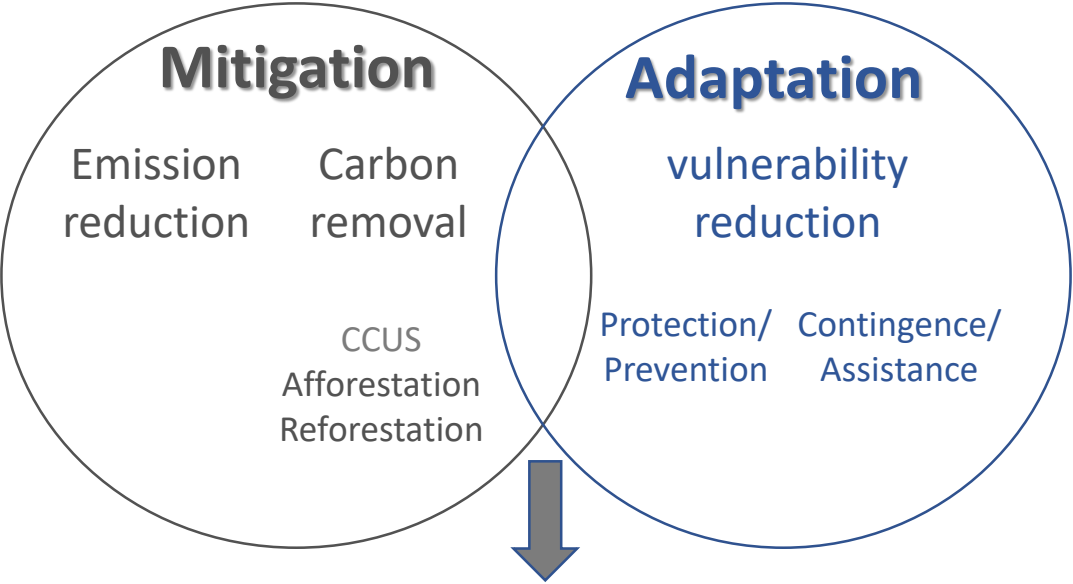 Mitigation
Emission
reduction
Carbon
removal
CCUS
Afforestation
Reforestation
Adaptation
vulnerability
reduction
Protection/
Prevention
Contingence/
Assistance